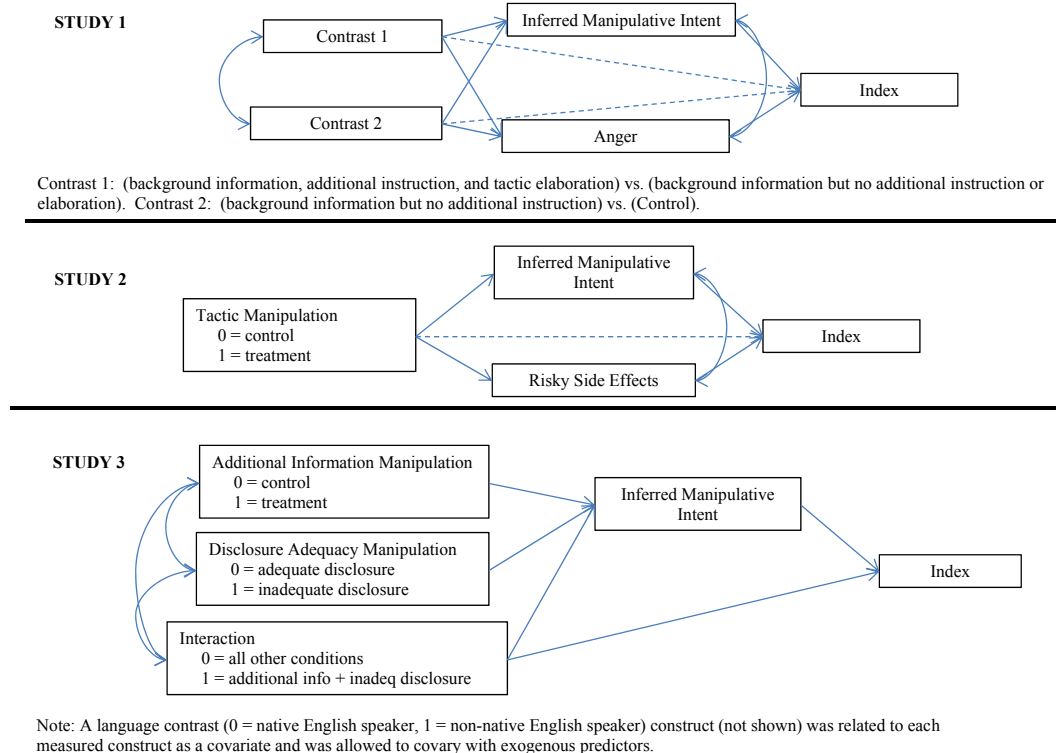 STUDY 1
Inferred Manipulative Intent
Contrast 1
Index
Contrast 2
Anger
Contrast 1:  (background information, additional instruction, and tactic elaboration) vs. (background information but no additional instruction or
elaboration).  Contrast 2:  (background information but no additional instruction) vs. (Control).
STUDY 2
Inferred Manipulative
Intent
Tactic Manipulation
0 = control
1 = treatment
Index
Risky Side Effects
STUDY 3
Additional Information Manipulation
0 = control
1 = treatment
Inferred Manipulative
Intent
Disclosure Adequacy Manipulation
0 = adequate disclosure
1 = inadequate disclosure
Index
Interaction
0 = all other conditions
1 = additional info + inadeq disclosure
Note: A language contrast (0 = native English speaker, 1 = non-native English speaker) construct (not shown) was related to each
measured construct as a covariate and was allowed to covary with exogenous predictors.